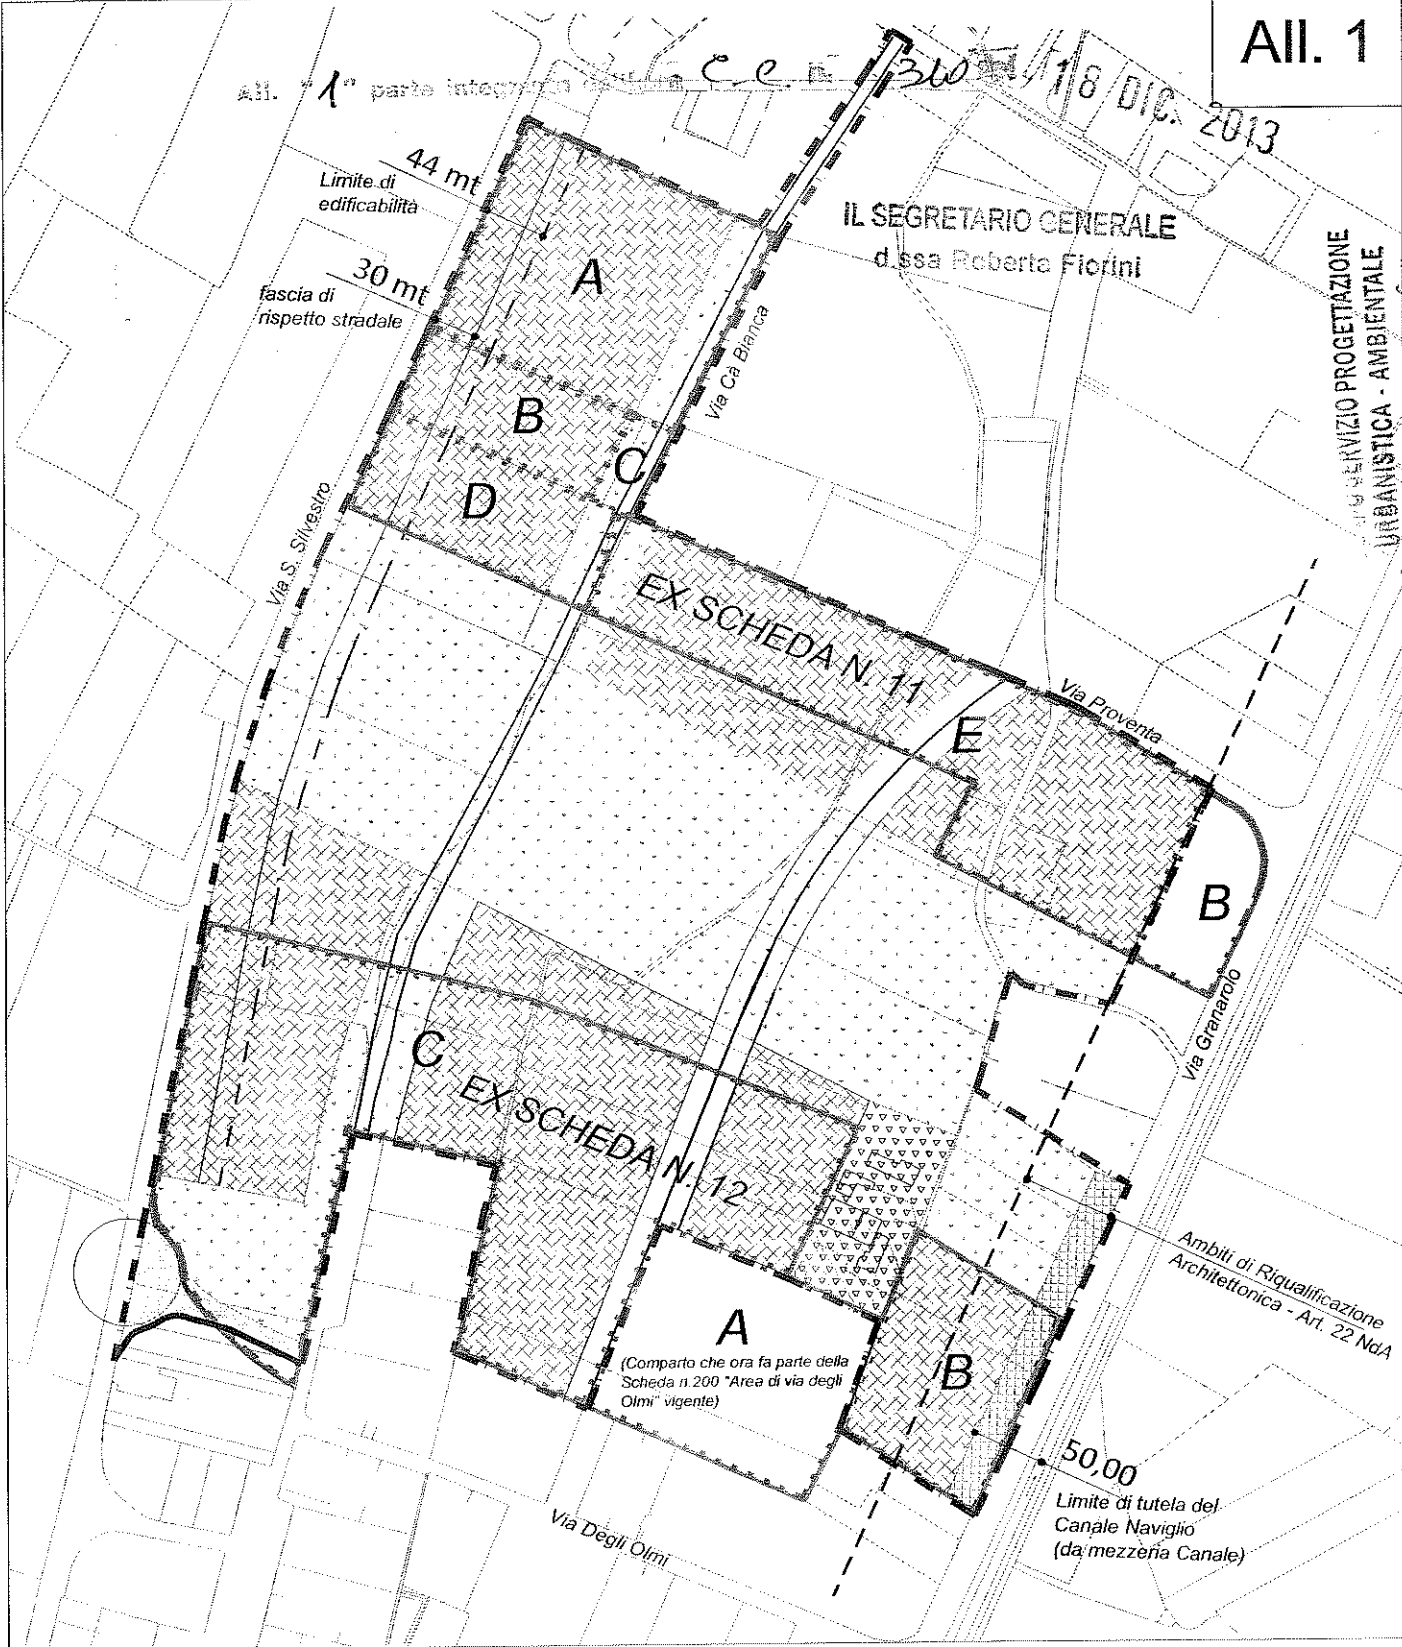 All. 1
All. "1" parte integrante
c.c. n. 310
18 DIC. 2013
IL SEGRETARIO GENERALE
d.ssa Roberta Fiorini
SERVIZIO PROGETTAZIONE
URBANISTICA - AMBIENTALE
44 mt
Limite di
edificabilità
30 mt
fascia di
rispetto stradale
A
B
C
D
Via Cà Bianca
Via S. Silvestro
EX SCHEDA N. 11
E
Via Proventa
B
Via Granarolo
C
EX SCHEDA N. 12
A
(Comparto che ora fa parte della
Scheda n.200 "Area di via degli
Olmi" vigente)
B
Ambiti di Riqualificazione
Architettonica - Art. 22 NdA
50,00
Limite di tutela del
Canale Naviglio
(da mezzeria Canale)
Via Degli Olmi